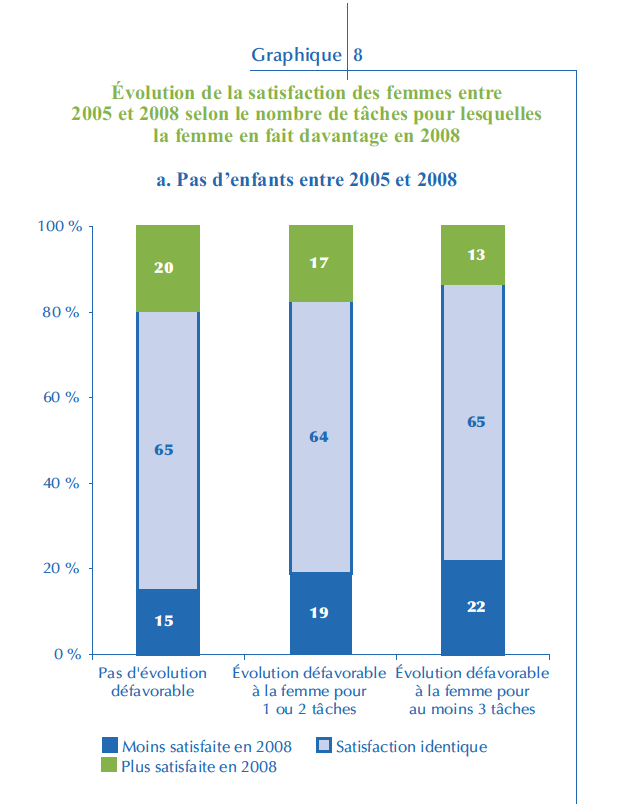 Graphique 8
Évolution de la satisfaction des femmes entre
2005 et 2008 selon le nombre de tâches pour lesquelles
la femme en fait davantage en 2008
a. Pas d’enfants entre 2005 et 2008
100 %
80 %
60 %
40 %
20 %
0 %
20
65
15
17
64
19
13
65
22
Pas d'évolution
défavorable
Évolution défavorable
à la femme pour
1 ou 2 tâches
Évolution défavorable
à la femme pour
au moins 3 tâches
Moins satisfaite en 2008
Satisfaction identique
Plus satisfaite en 2008